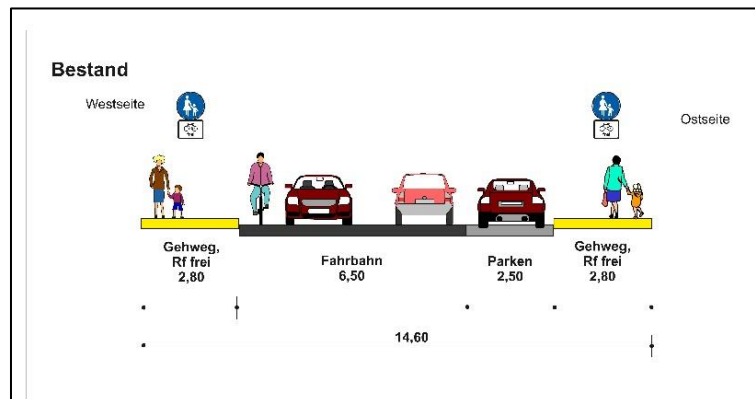 Bestand
Westseite
Ostseite
frei
frei
Gehweg,
Rf frei
2,80
Fahrbahn
6,50
Parken
2,50
Gehweg,
Rf frei
2,80
14,60